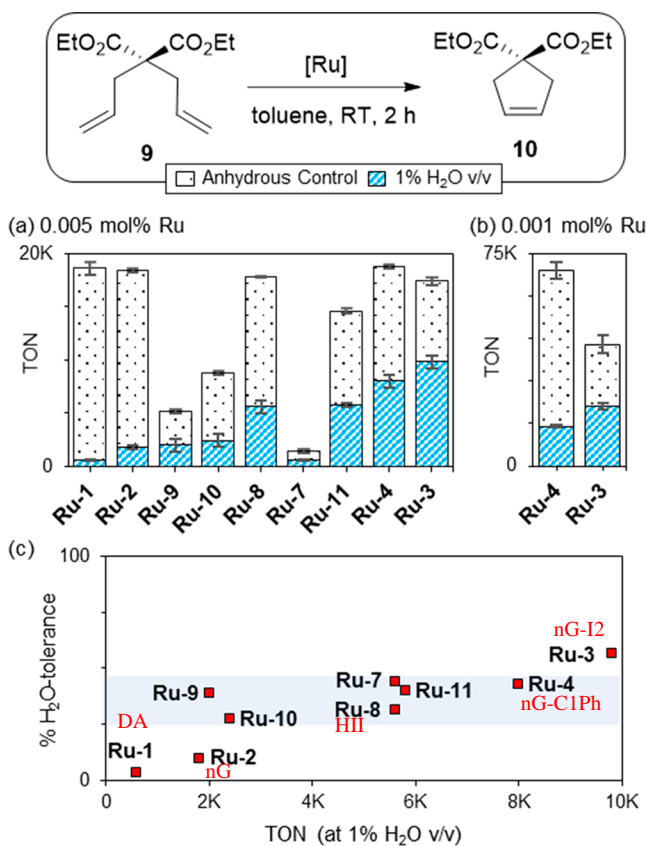 EtO₂C CO₂Et
9
[Ru]
toluene, RT, 2 h
EtO₂C CO₂Et
10
Anhydrous Control 1% H₂O v/v
(a) 0.005 mol% Ru
20K
TON
0
Ru-1 Ru-2 Ru-9 Ru-10 Ru-8 Ru-7 Ru-11 Ru-4 Ru-3
(b) 0.001 mol% Ru
75K
TON
0
Ru-4 Ru-3
(c)
100
% H₂O-tolerance
0
nG-I2
Ru-3
Ru-7
Ru-4
Ru-9
Ru-11
nG-C1Ph
Ru-8
Ru-10
DA
HII
Ru-1
Ru-2
nG
0 2K 4K 6K 8K 10K
TON (at 1% H₂O v/v)